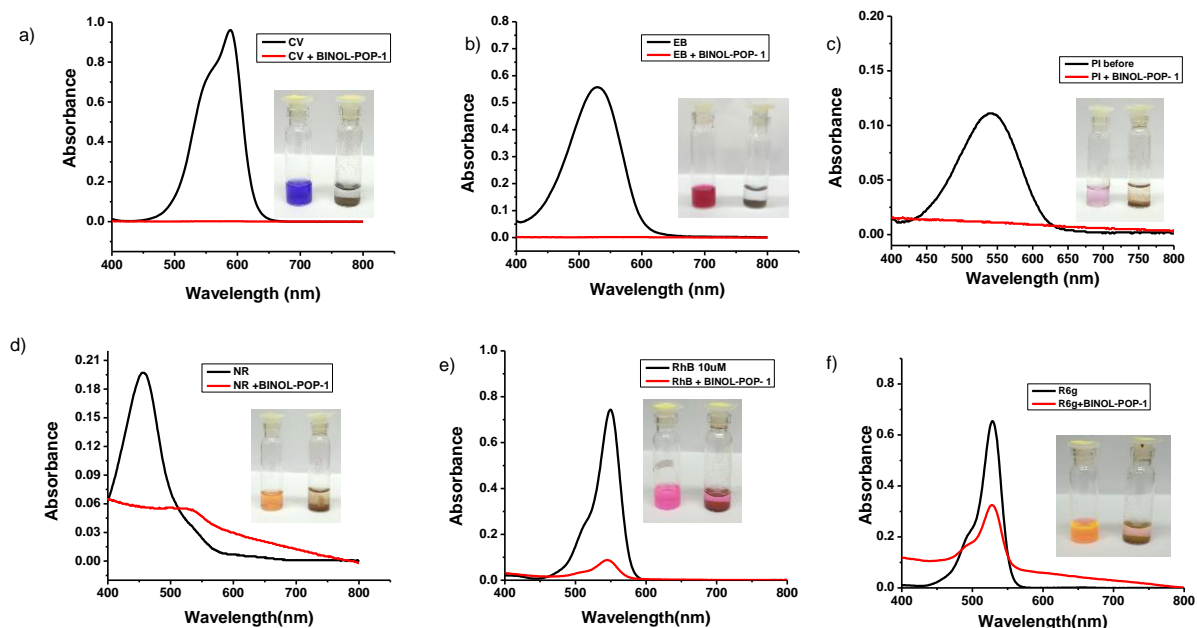 a)
CV
CV + BINOL-POP-1
Absorbance
1.0
0.8
0.6
0.4
0.2
0.0
400 500 600 700 800
Wavelength (nm)
b)
EB
EB + BINOL-POP- 1
Absorbance
0.8
0.7
0.6
0.5
0.4
0.3
0.2
0.1
0.0
400 500 600 700 800
Wavelength (nm)
c)
PI before
PI + BINOL-POP- 1
Absorbance
0.20
0.15
0.10
0.05
0.00
400 450 500 550 600 650 700 750 800
Wavelength (nm)
d)
NR
NR +BINOL-POP-1
Absorbance
0.21
0.18
0.15
0.12
0.09
0.06
0.03
0.00
400 500 600 700 800
Wavelength(nm)
e)
RhB 10uM
RhB + BINOL-POP- 1
Absorbance
1.0
0.8
0.6
0.4
0.2
0.0
400 500 600 700 800
Wavelength(nm)
f)
R6g
R6g+BINOL-POP-1
Absorbance
0.8
0.6
0.4
0.2
0.0
400 500 600 700 800
Wavelength(nm)